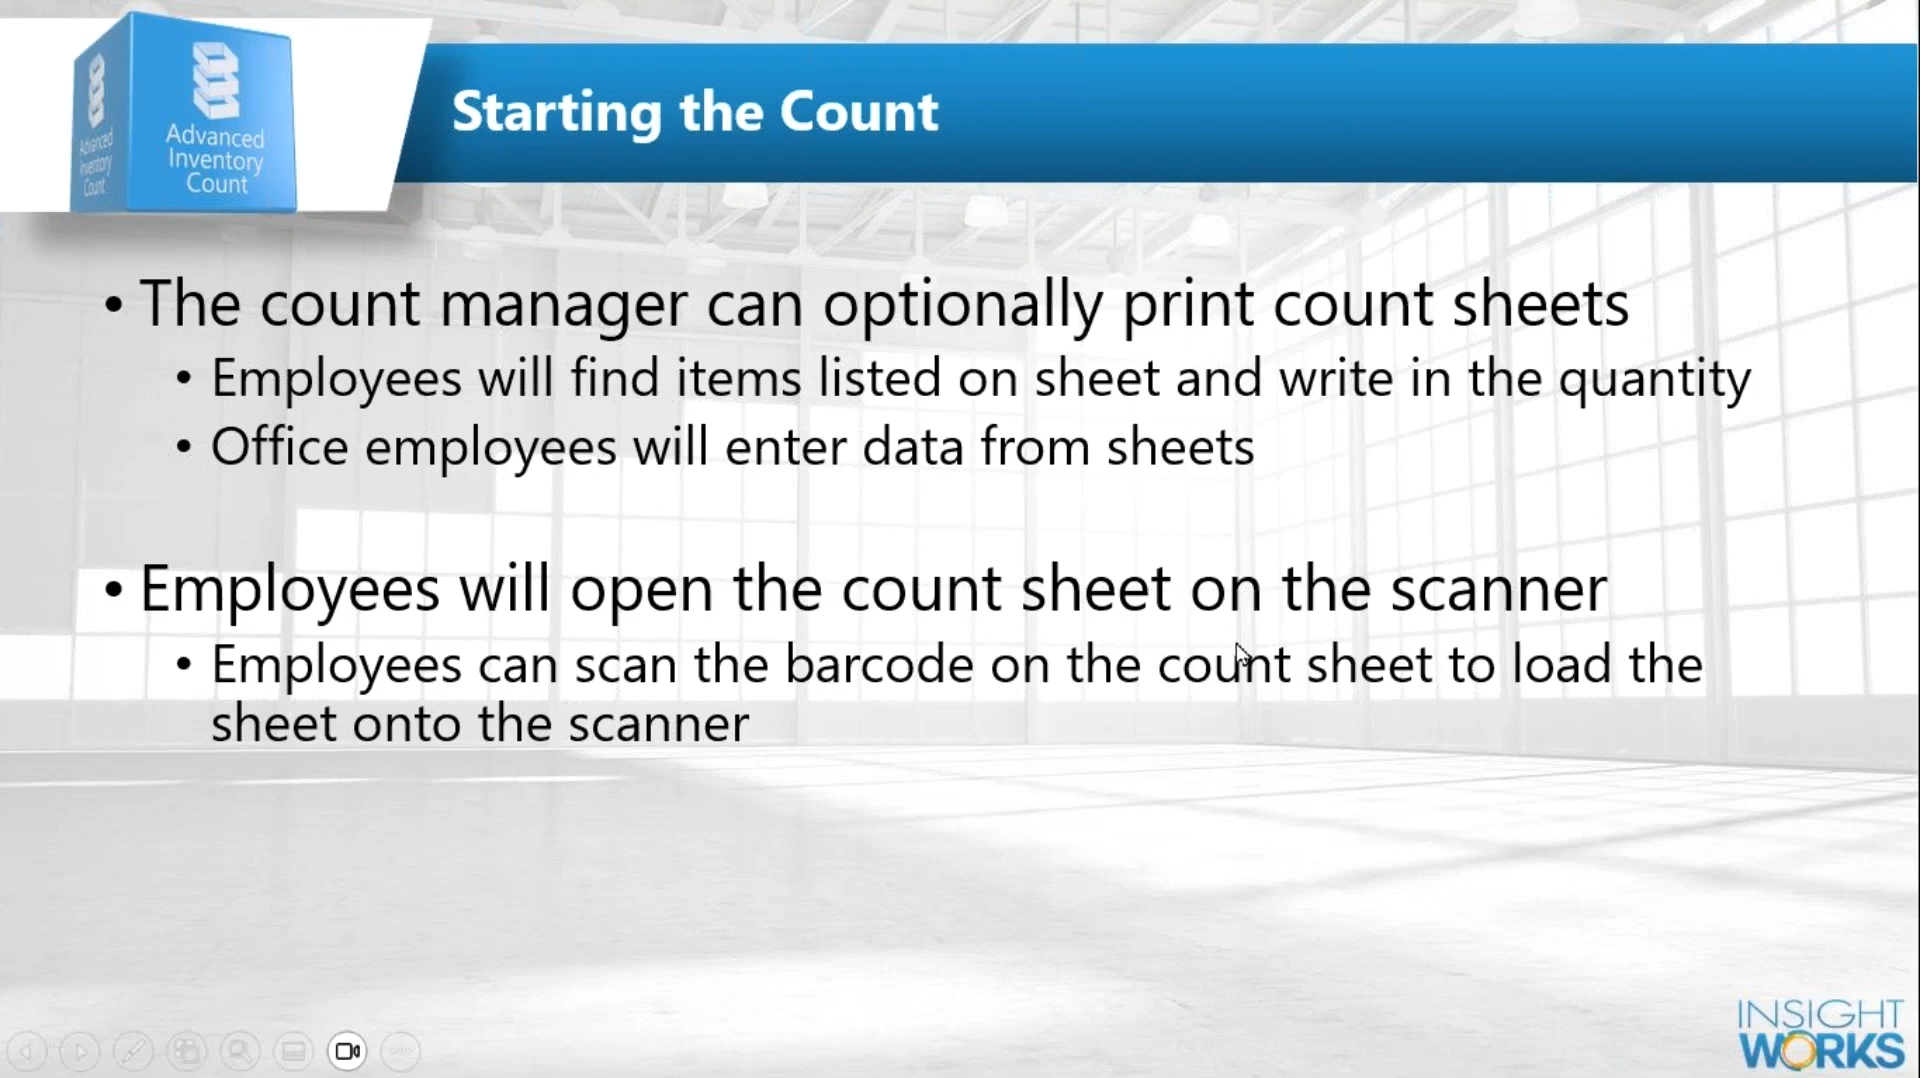 Advanced
Inventory
Count
Advanced
Inventory
Count
Starting the Count
• The count manager can optionally print count sheets
• Employees will find items listed on sheet and write in the quantity
• Office employees will enter data from sheets
• Employees will open the count sheet on the scanner
• Employees can scan the barcode on the count sheet to load the
sheet onto the scanner
INSIGHT
WORKS